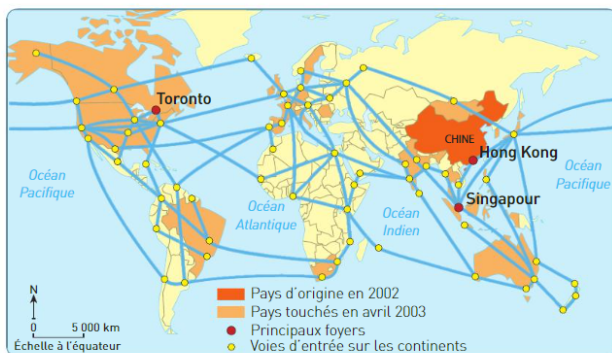 Toronto
CHINE
Hong Kong
Océan
Pacifique
Océan
Pacifique
Océan
Atlantique
Océan
Indien
Singapour
N
0 5 000 km
Échelle à l'équateur
Pays d'origine en 2002
Pays touchés en avril 2003
Principaux foyers
Voies d'entrée sur les continents